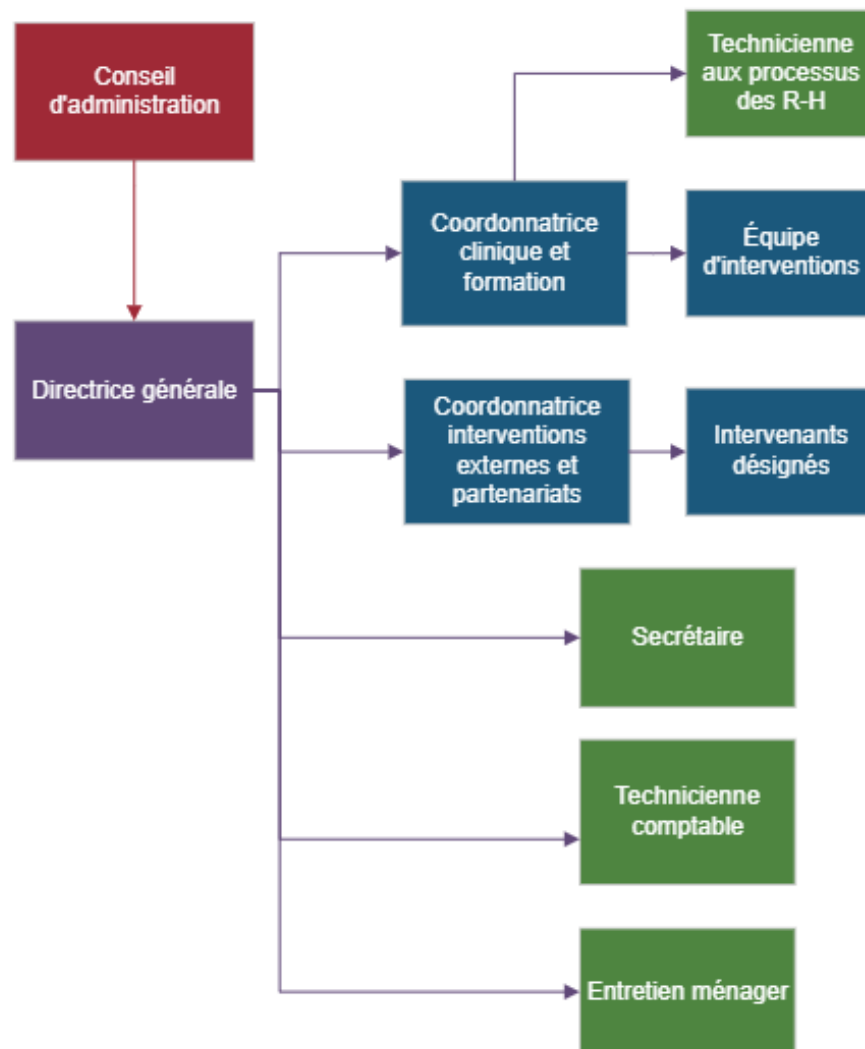 Conseil
d'administration
Directrice générale
Technicienne
aux processus
des R-H
Coordonnatrice
clinique et
formation
Équipe
d'interventions
Coordonnatrice
interventions
externes et
partenariats
Intervenants
désignés
Secrétaire
Technicienne
comptable
Entretien ménager